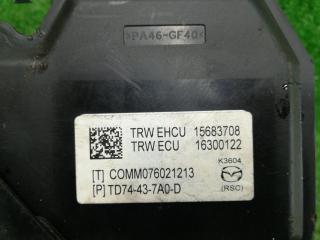 >PA46-GF40<
TRW EHCU 15683708
TRW ECU 16300122
K3604
[T] COMM076021213
[P] TD74-43-7A0-D
(RSC)